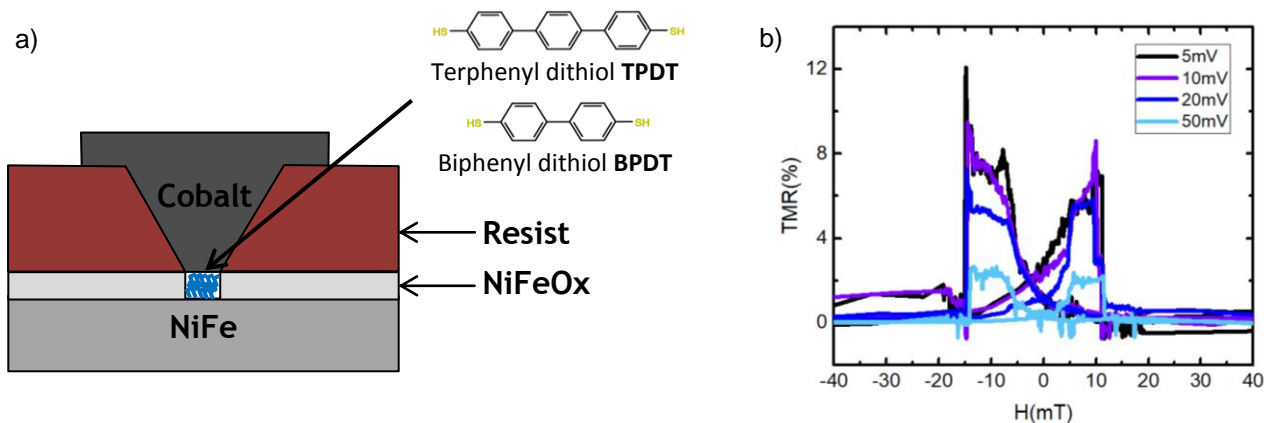 a)
HS
SH
Terphenyl dithiol TPDT
HS
SH
Biphenyl dithiol BPDT
Cobalt
Resist
NiFeOx
NiFe
b)
5mV
10mV
20mV
50mV
TMR(%)
12
8
4
0
-40 -30 -20 -10 0 10 20 30 40
H(mT)